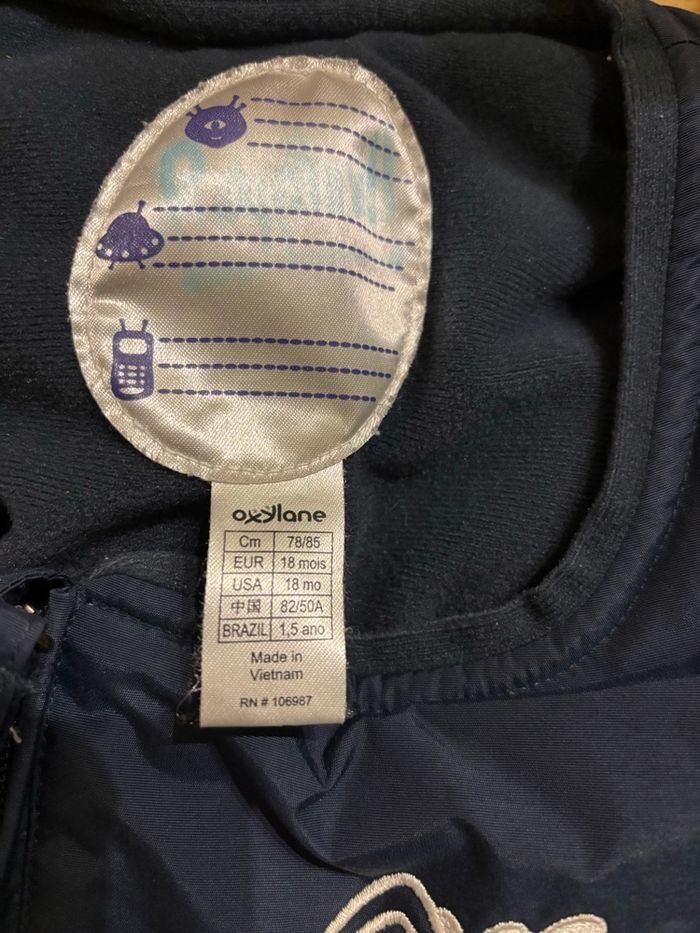 oxylane
Cm 78/85
EUR 18 mois
USA 18 mo
中国 82/50A
BRAZIL 1,5 ano
Made in
Vietnam
RN # 106987